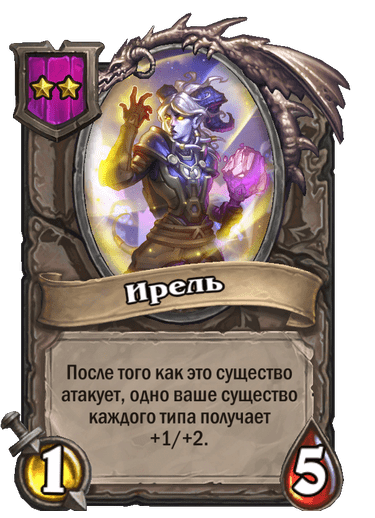 Ирель
После того как это существо
атакует, одно ваше существо
каждого типа получает
+1/+2.
1
5